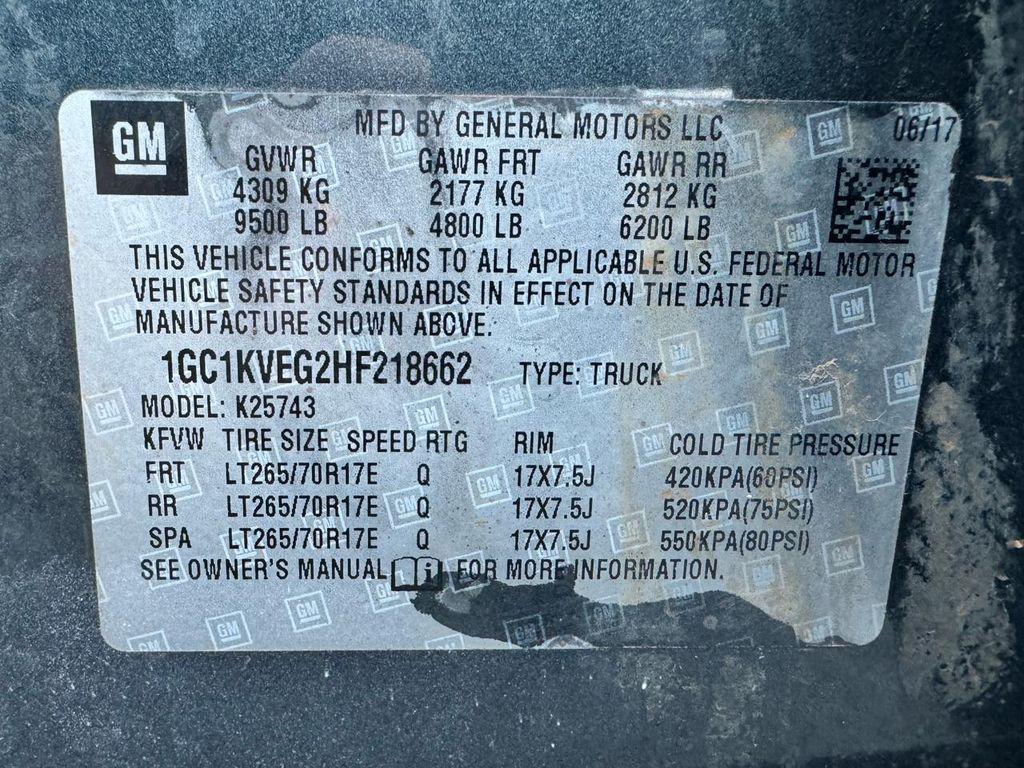 GM
MFD BY GENERAL MOTORS LLC 06/17
GVWR GAWR FRT GAWR RR
4309 KG 2177 KG 2812 KG
9500 LB 4800 LB 6200 LB
THIS VEHICLE CONFORMS TO ALL APPLICABLE U.S. FEDERAL MOTOR
VEHICLE SAFETY STANDARDS IN EFFECT ON THE DATE OF
MANUFACTURE SHOWN ABOVE.
1GC1KVEG2HF218662 TYPE: TRUCK
MODEL: K25743
KFVW TIRE SIZE SPEED RTG RIM COLD TIRE PRESSURE
FRT LT265/70R17E Q 17X7.5J 420KPA(60PSI)
RR LT265/70R17E Q 17X7.5J 520KPA(75PSI)
SPA LT265/70R17E Q 17X7.5J 550KPA(80PSI)
SEE OWNER'S MANUAL i FOR MORE INFORMATION.